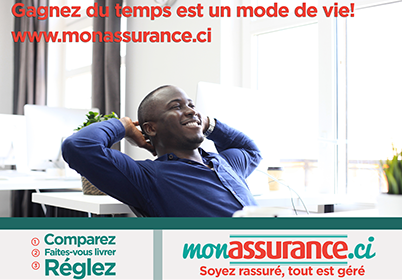 Gagnez du temps est un mode de vie!
www.monassurance.ci
① Comparez
② Faites-vous livrer
③ Réglez
monassurance.ci
Soyez rassuré, tout est géré